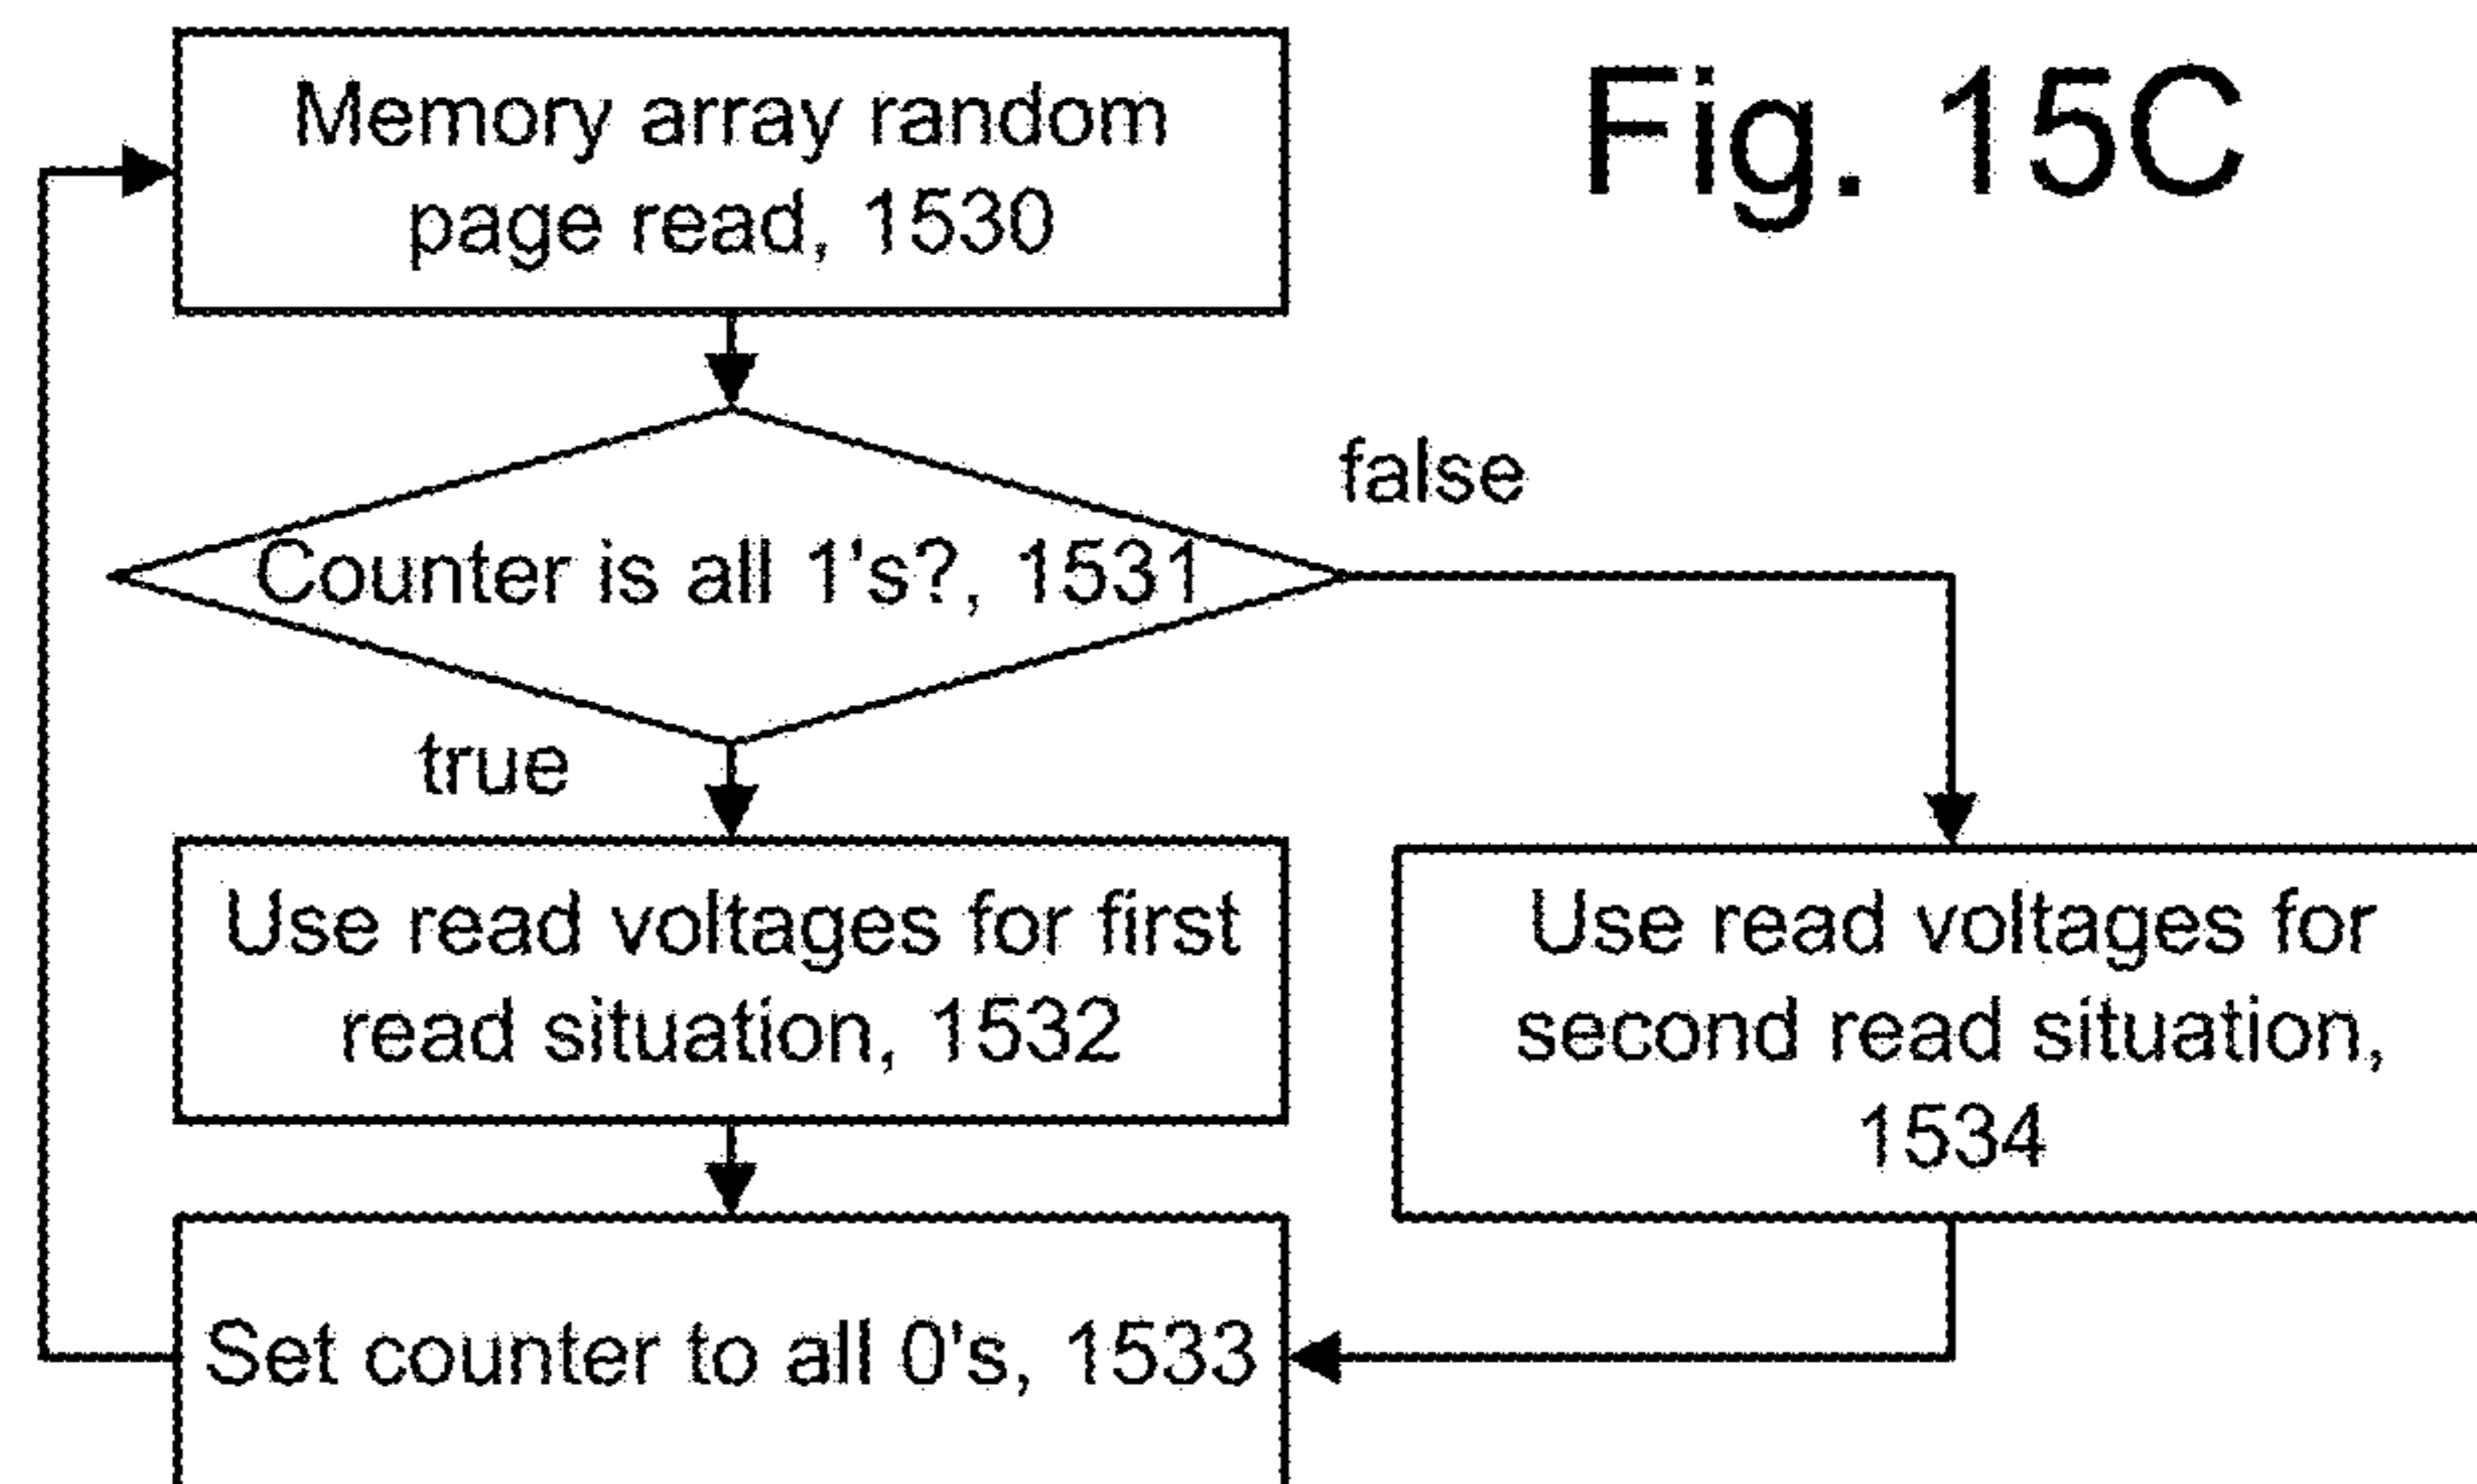 Fig. 15C
Memory array random
page read, 1530
Counter is all 1's?, 1531
false
true
Use read voltages for first
read situation, 1532
Use read voltages for
second read situation,
1534
Set counter to all 0's, 1533